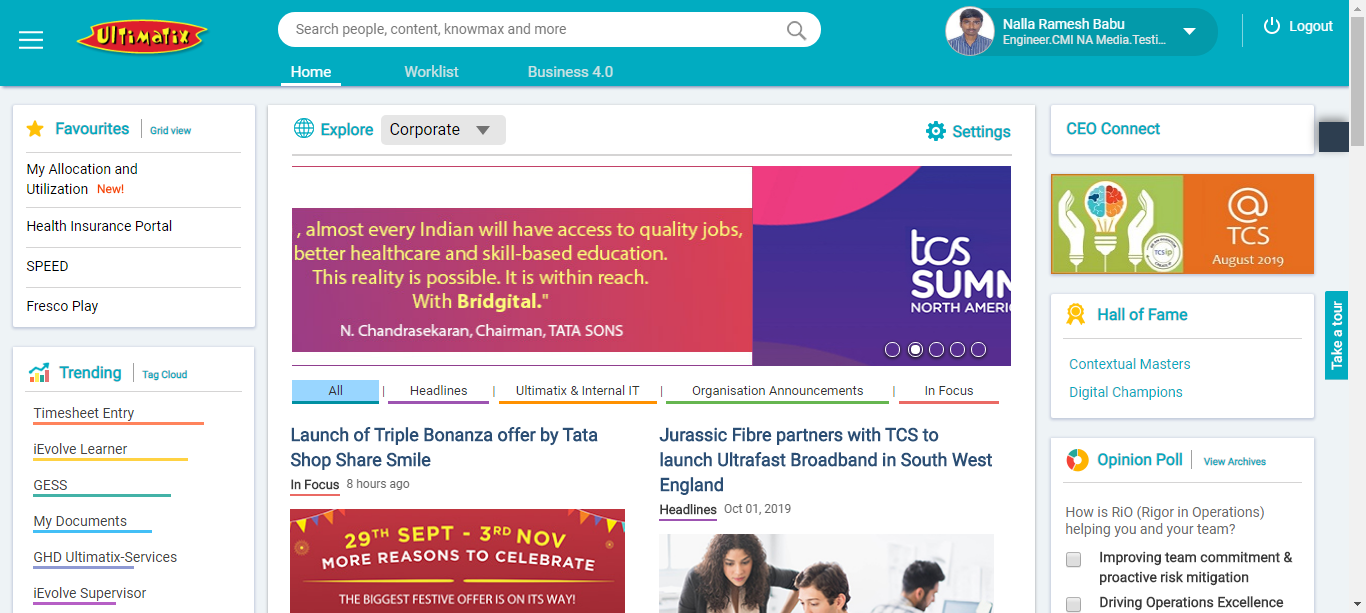 Ultimatix
Search people, content, knowmax and more
Nalla Ramesh Babu
Engineer.CMI NA Media.Testi...
Logout
Home
Worklist
Business 4.0
Favourites
Grid view
My Allocation and
Utilization New!
Health Insurance Portal
SPEED
Fresco Play
Trending
Tag Cloud
Timesheet Entry
iEvolve Learner
GESS
My Documents
GHD Ultimatix-Services
iEvolve Supervisor
Explore
Corporate
Settings
, almost every Indian will have access to quality jobs,
better healthcare and skill-based education.
This reality is possible. It is within reach.
With Bridgital."
N. Chandrasekaran, Chairman, TATA SONS
tcs
SUMM
NORTH AMERI
All
Headlines
Ultimatix & Internal IT
Organisation Announcements
In Focus
Launch of Triple Bonanza offer by Tata
Shop Share Smile
In Focus 8 hours ago
29TH SEPT - 3RD NOV
MORE REASONS TO CELEBRATE
THE BIGGEST FESTIVE OFFER IS ON ITS WAY!
Jurassic Fibre partners with TCS to
launch Ultrafast Broadband in South West
England
Headlines Oct 01, 2019
CEO Connect
TCSip
@
TCS
August 2019
Hall of Fame
Contextual Masters
Digital Champions
Take a tour
Opinion Poll
View Archives
How is RiO (Rigor in Operations)
helping you and your team?
Improving team commitment &
proactive risk mitigation
Driving Operations Excellence